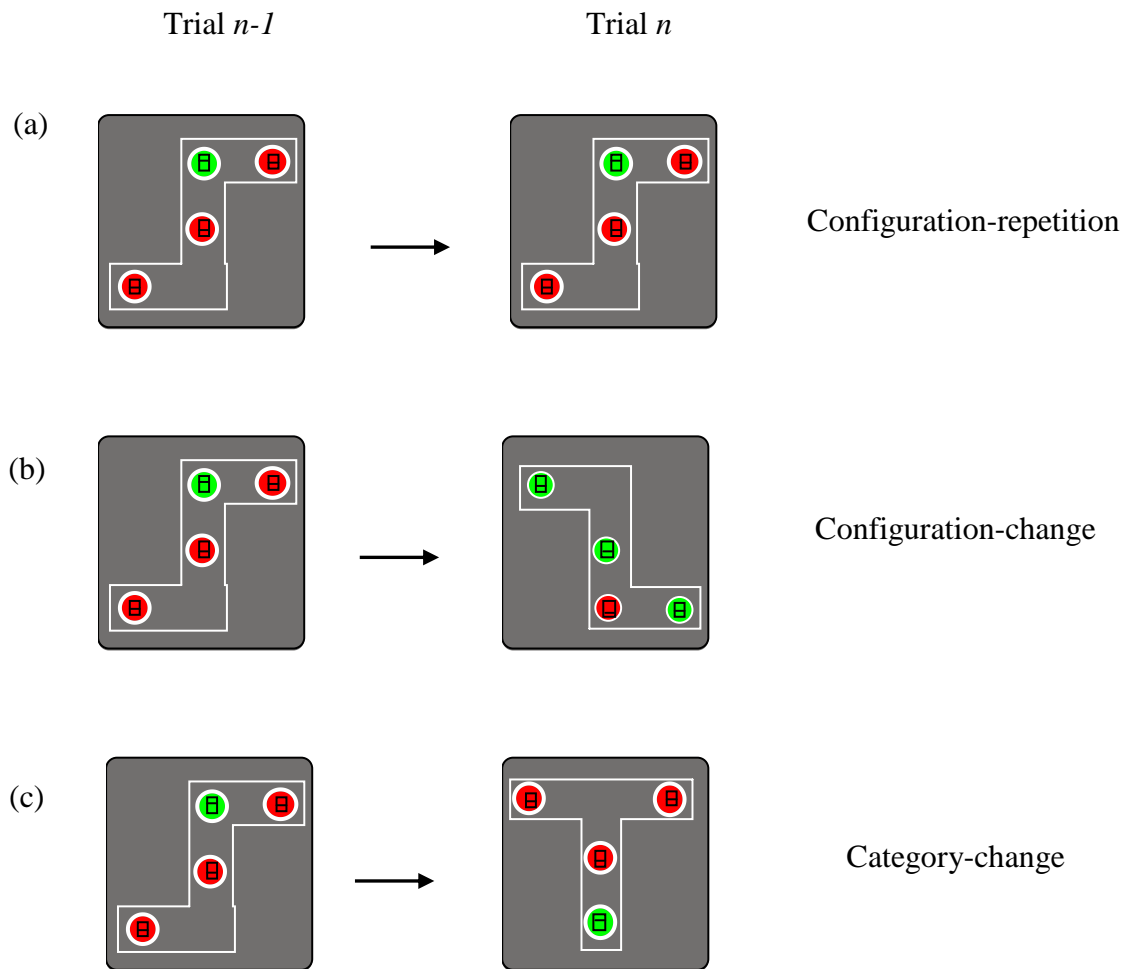 Trial n-1
Trial n
(a)
Configuration-repetition
(b)
Configuration-change
(c)
Category-change